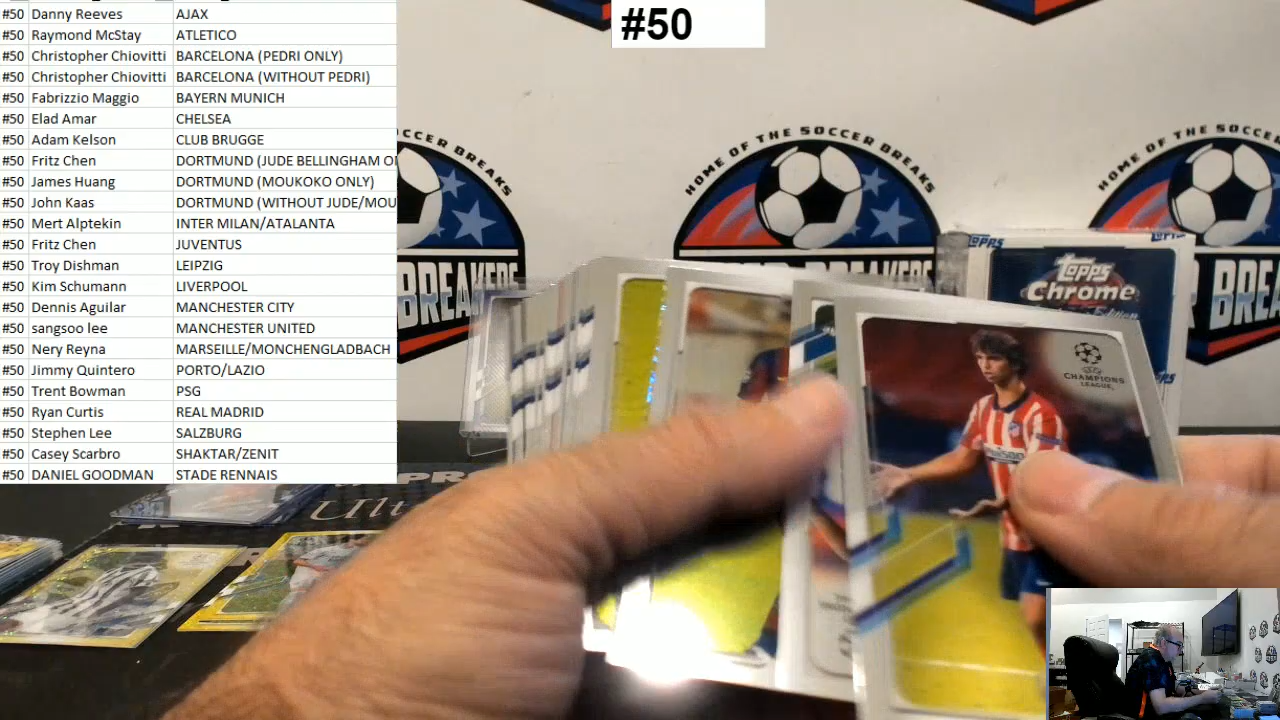 #50 Danny Reeves AJAX
#50 Raymond McStay ATLETICO
#50 Christopher Chiovitti BARCELONA (PEDRI ONLY)
#50 Christopher Chiovitti BARCELONA (WITHOUT PEDRI)
#50 Fabrizzio Maggio BAYERN MUNICH
#50 Elad Amar CHELSEA
#50 Adam Kelson CLUB BRUGGE
#50 Fritz Chen DORTMUND (JUDE BELLINGHAM
#50 James Huang DORTMUND (MOUKOKO ONLY)
#50 John Kaas DORTMUND (WITHOUT JUDE/MOU
#50 Mert Alptekin INTER MILAN/ATALANTA
#50 Fritz Chen JUVENTUS
#50 Troy Dishman LEIPZIG
#50 Kim Schumann LIVERPOOL
#50 Dennis Aguilar MANCHESTER CITY
#50 sangsoo lee MANCHESTER UNITED
#50 Nery Reyna MARSEILLE/MONCHENGLADBACH
#50 Jimmy Quintero PORTO/LAZIO
#50 Trent Bowman PSG
#50 Ryan Curtis REAL MADRID
#50 Stephen Lee SALZBURG
#50 Casey Scarbro SHAKTAR/ZENIT
#50 DANIEL GOODMAN STADE RENNAIS
#50
CCER BREAKS
BREAKERS
HOME OF THE SOCCER BREAKS
HOME OF THE SOCCER
BRE
TOPPS
TOPPS
Chrome
CHAMPIONS
LEAGUE